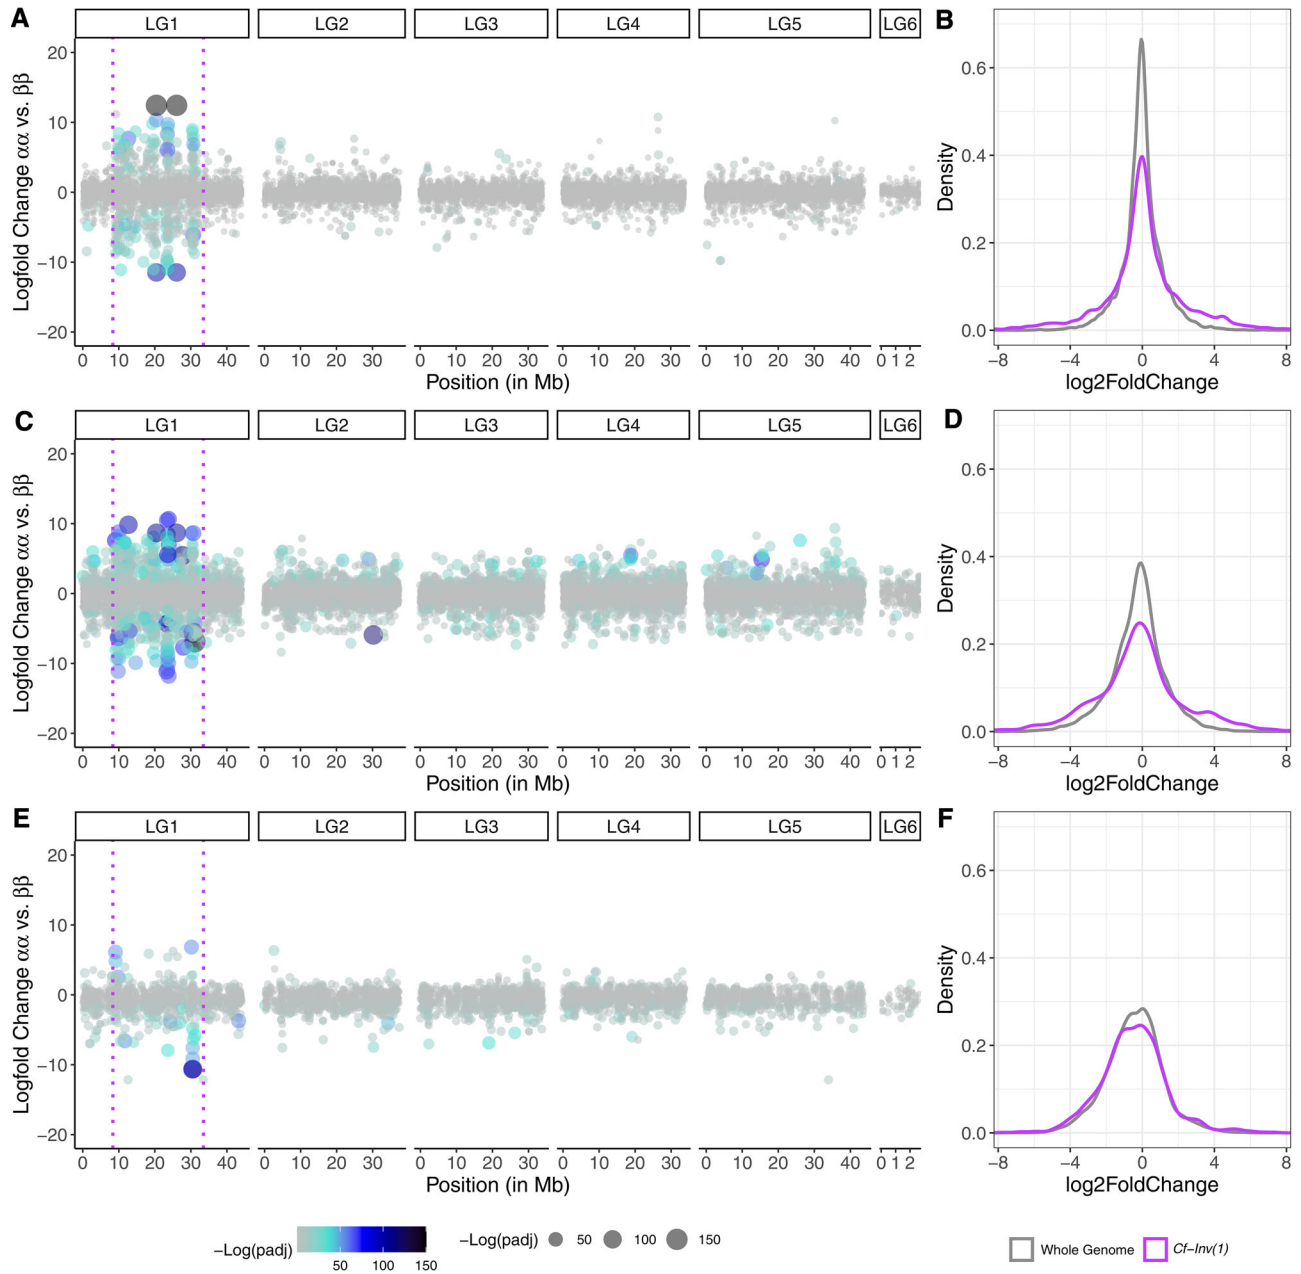 A
LG1 LG2 LG3 LG4 LG5 LG6
Logfold Change αα vs. ββ
20
10
0
−10
−20
0 10 20 30 40 0 10 20 30 0 10 20 30 0 10 20 30 0 10 20 30 40 0 1 2
Position (in Mb)
B
Density
0.6
0.4
0.2
0.0
−8 −4 0 4 8
log2FoldChange
C
LG1 LG2 LG3 LG4 LG5 LG6
Logfold Change αα vs. ββ
20
10
0
−10
−20
0 10 20 30 40 0 10 20 30 0 10 20 30 0 10 20 30 0 10 20 30 40 0 1 2
Position (in Mb)
D
Density
0.6
0.4
0.2
0.0
−8 −4 0 4 8
log2FoldChange
E
LG1 LG2 LG3 LG4 LG5 LG6
Logfold Change αα vs. ββ
20
10
0
−10
−20
0 10 20 30 40 0 10 20 30 0 10 20 30 0 10 20 30 0 10 20 30 40 0 1 2
Position (in Mb)
F
Density
0.6
0.4
0.2
0.0
−8 −4 0 4 8
log2FoldChange
−Log(padj)
50 100 150
−Log(padj) 50 100 150
Whole Genome Cf−Inv(1)